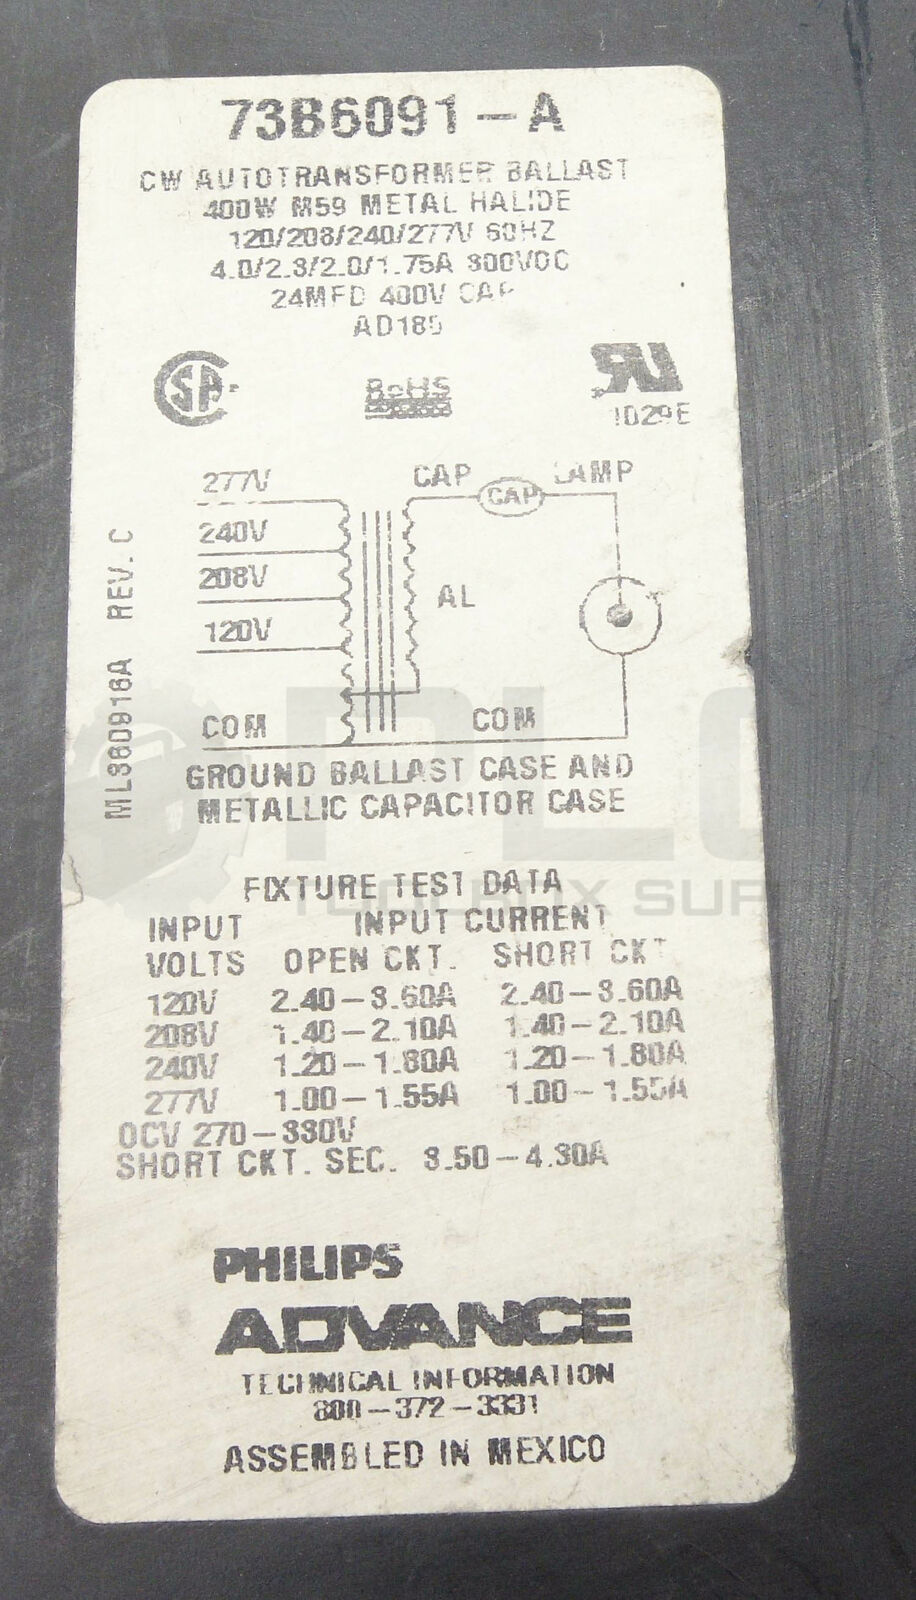 73B6091-A
CW AUTOTRANSFORMER BALLAST
400W M59 METAL HALIDE
120/208/240/277V 60HZ
4.0/2.3/2.0/1.75A 300VOC
24MFD 400V CAP
AD185
SA
RoHS
RU
1029E
277V
CAP
CAP
LAMP
240V
208V
AL
120V
COM
COM
ML360916A REV. C
GROUND BALLAST CASE AND
METALLIC CAPACITOR CASE
FIXTURE TEST DATA
INPUT INPUT CURRENT
VOLTS OPEN CKT. SHORT CKT
120V 2.40-3.60A 2.40-3.60A
208V 1.40-2.10A 1.40-2.10A
240V 1.20-1.80A 1.20-1.80A
277V 1.00-1.55A 1.00-1.55A
OCV 270-330V
SHORT CKT. SEC. 3.50-4.30A
PHILIPS
ADVANCE
TECHNICAL INFORMATION
800-372-3331
ASSEMBLED IN MEXICO